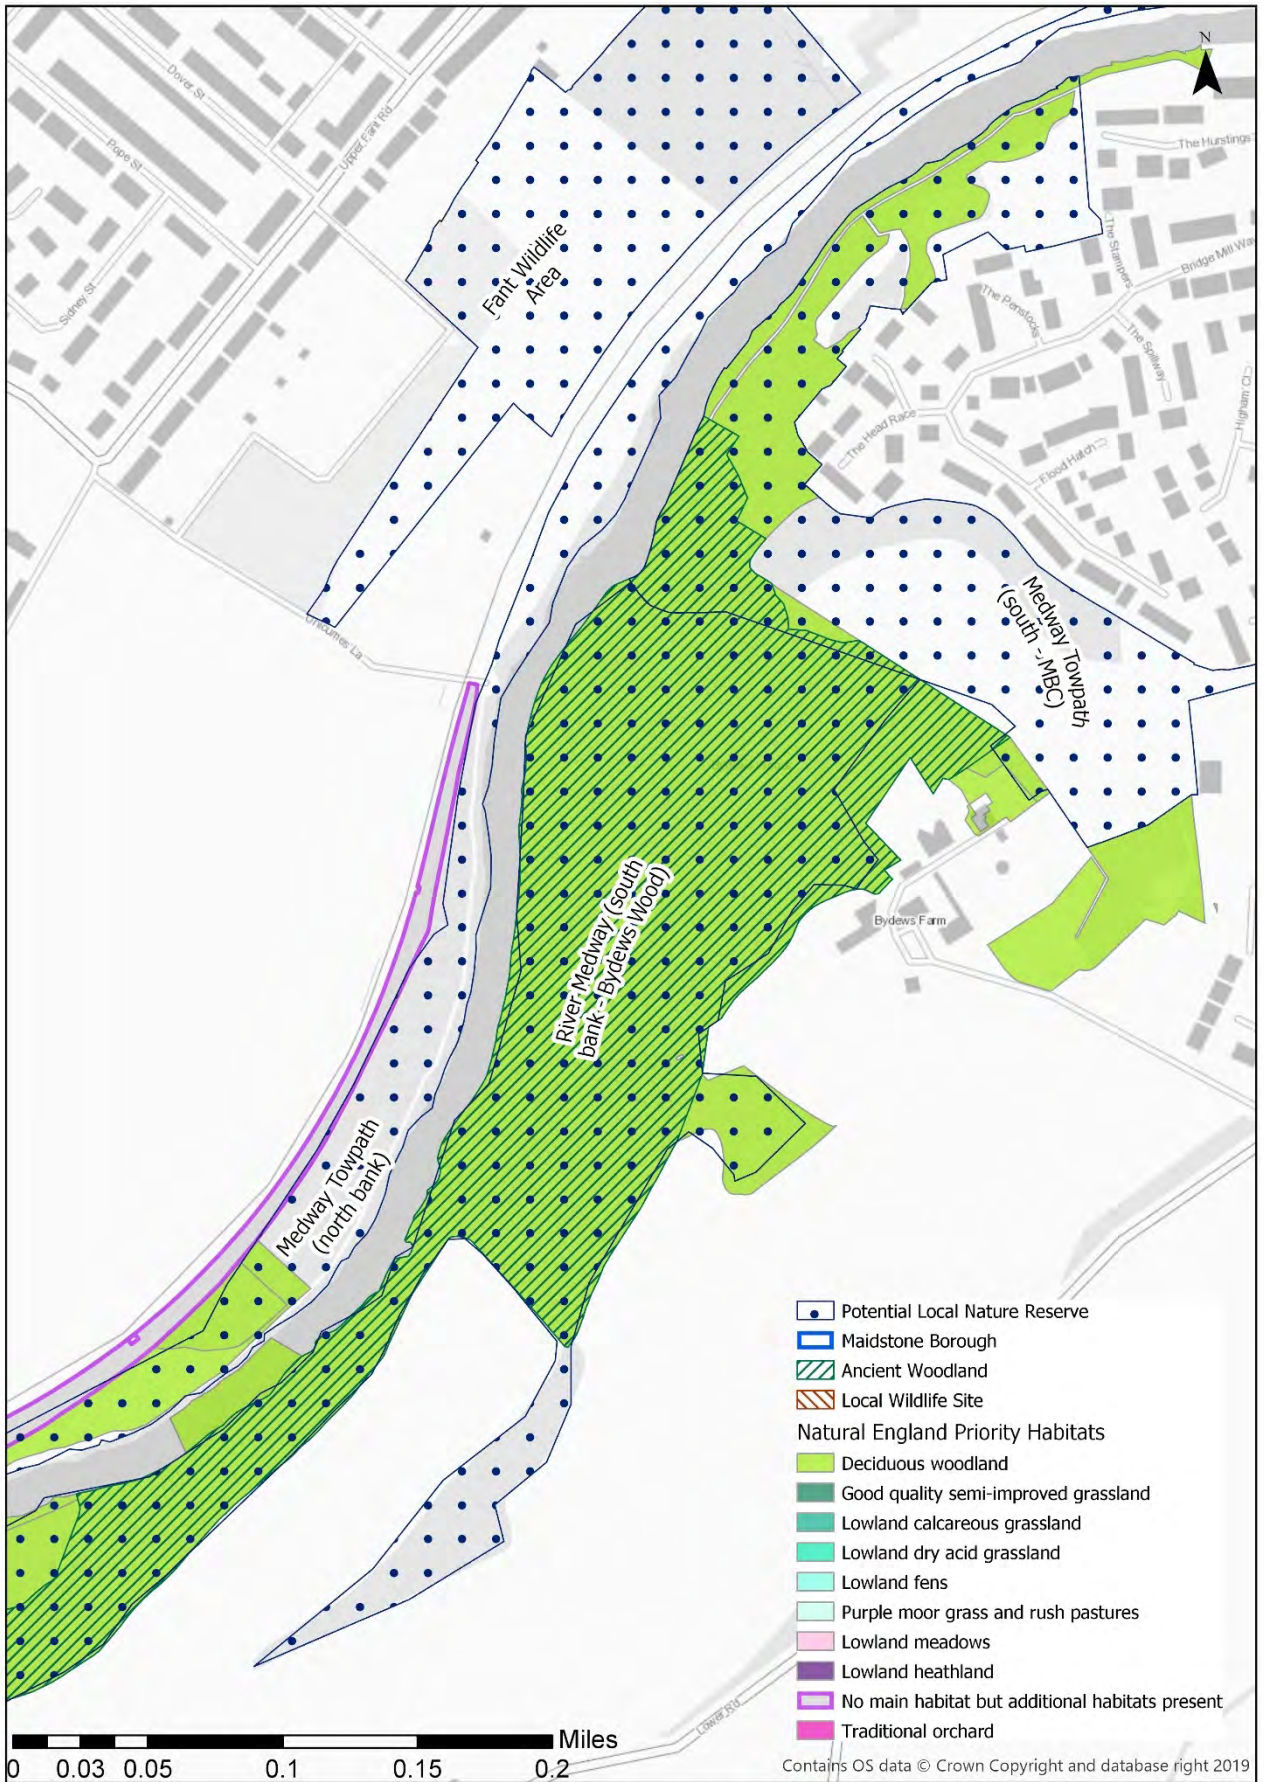 N
Dover St
Upper Fant Rd
Pope St
The Hurstings
The Stampers
Bridge Mill Way
Fant Wildlife
Area
Sidney St
The Penstocks
The Spillway
Higham Cl
The Head Race
Flood Hatch
Unicumes La
Medway Towpath
(south - MBC)
River Medway (south
bank - Bydews Wood)
Bydews Farm
Medway Towpath
(north bank)
Potential Local Nature Reserve
Maidstone Borough
Ancient Woodland
Local Wildlife Site
Natural England Priority Habitats
Deciduous woodland
Good quality semi-improved grassland
Lowland calcareous grassland
Lowland dry acid grassland
Lowland fens
Purple moor grass and rush pastures
Lowland meadows
Lowland heathland
No main habitat but additional habitats present
Traditional orchard
Lower Rd
Miles
0 0.03 0.05 0.1 0.15 0.2
Contains OS data © Crown Copyright and database right 2019